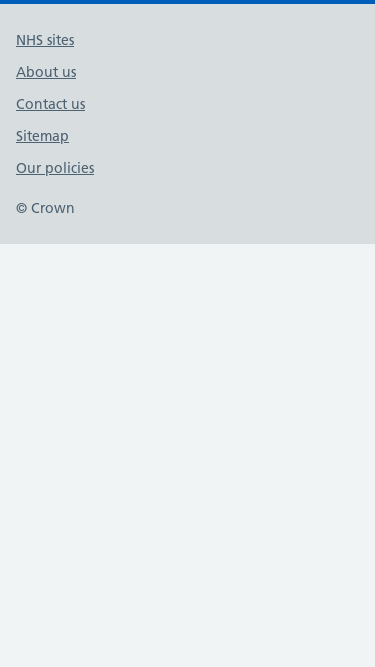 NHS sites
About us
Contact us
Sitemap
Our policies
© Crown